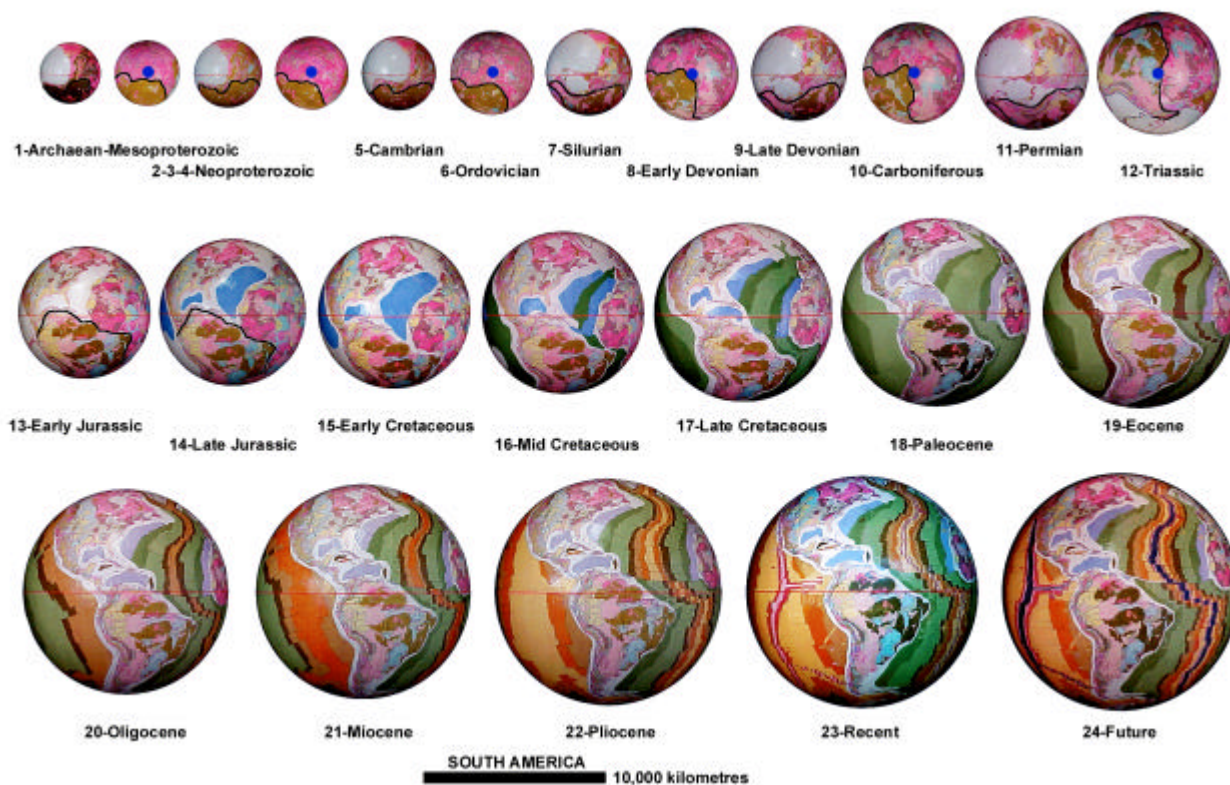 1-Archaean-Mesoproterozoic
2-3-4-Neoproterozoic
5-Cambrian
6-Ordovician
7-Silurian
8-Early Devonian
9-Late Devonian
10-Carboniferous
11-Permian
12-Triassic
13-Early Jurassic
14-Late Jurassic
15-Early Cretaceous
16-Mid Cretaceous
17-Late Cretaceous
18-Paleocene
19-Eocene
20-Oligocene
21-Miocene
22-Pliocene
23-Recent
24-Future
SOUTH AMERICA
10,000 kilometres